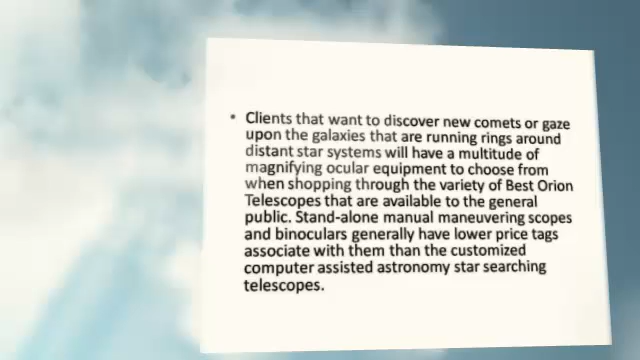 • Clients that want to discover new comets or gaze
upon the galaxies that are running rings around
distant star systems will have a multitude of
magnifying ocular equipment to choose from
when shopping through the variety of Best Orion
Telescopes that are available to the general
public. Stand-alone manual maneuvering scopes
and binoculars generally have lower price tags
associate with them than the customized
computer assisted astronomy star searching
telescopes.